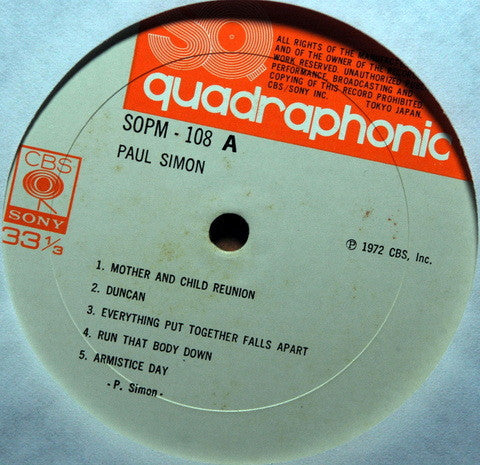 SQ
ALL RIGHTS OF THE
AND OF THE OWNER OF THE
WORK RESERVED. UNAUTHORIZED
PERFORMANCE, BROADCASTING AND
COPYING OF THIS RECORD PROHIBITED
CBS/SONY INC. TOKYO JAPAN.
quadraphonic
SOPM - 108 A
PAUL SIMON
CBS
SONY
33 1/3
℗ 1972 CBS, Inc.
1. MOTHER AND CHILD REUNION
2. DUNCAN
3. EVERYTHING PUT TOGETHER FALLS APART
4. RUN THAT BODY DOWN
5. ARMISTICE DAY
- P. Simon -